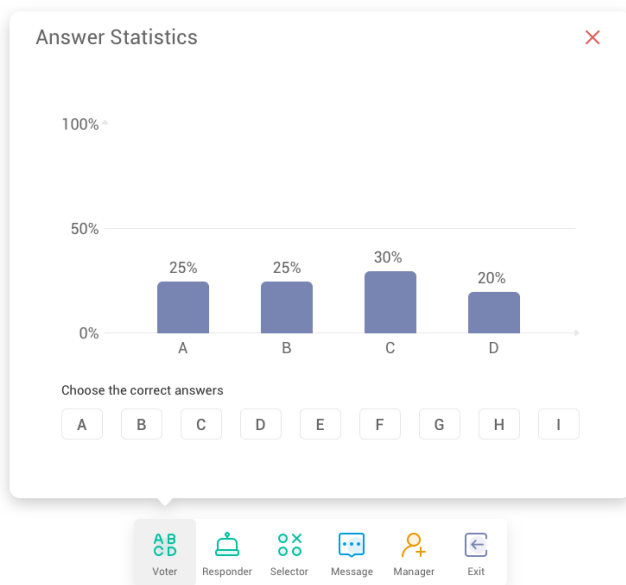 Answer Statistics
100%
50%
0%
25%
25%
30%
20%
A B C D
Choose the correct answers
A B C D E F G H I
A B
C D
Voter Responder Selector Message Manager Exit